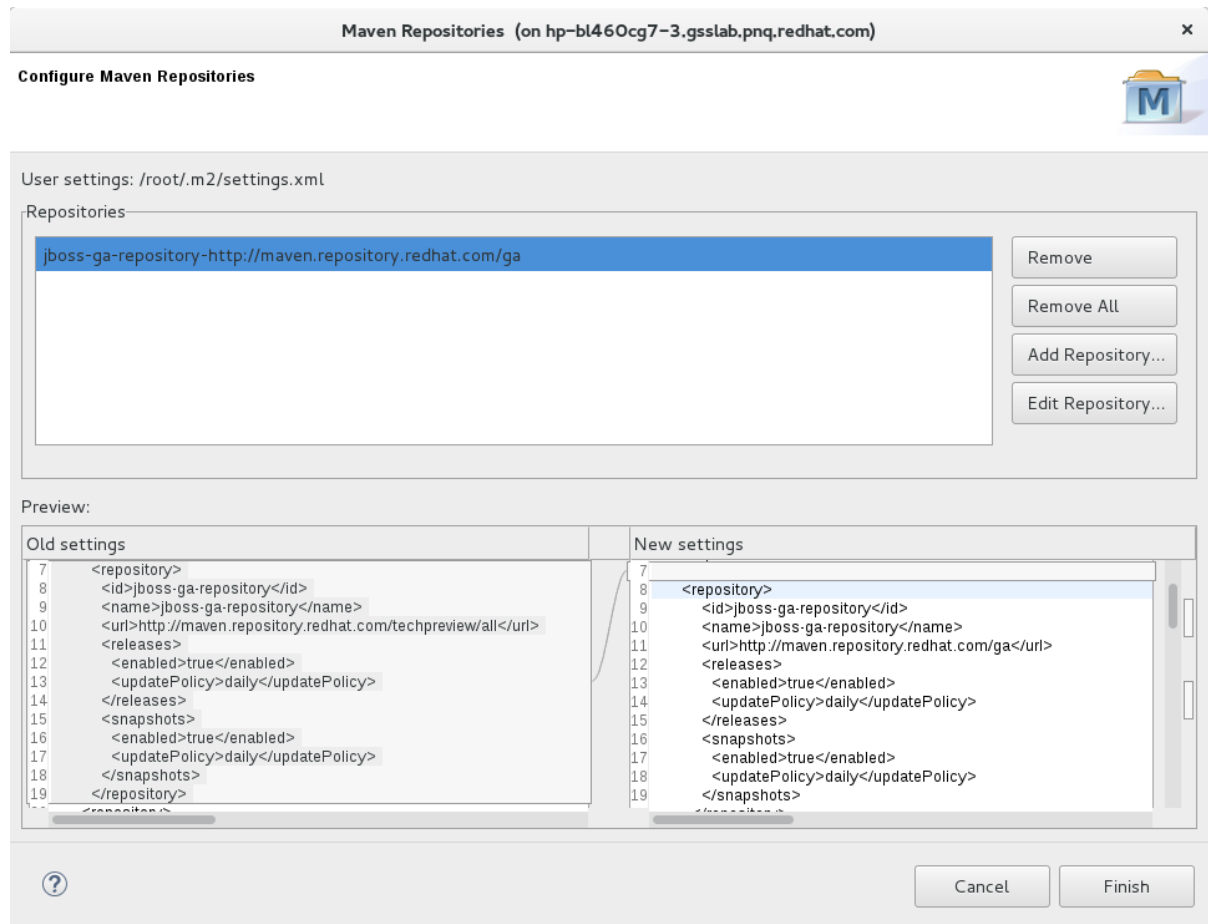 Maven Repositories (on hp-bl460cg7-3.gsslab.pnq.redhat.com)
×
Configure Maven Repositories
M
User settings: /root/.m2/settings.xml
Repositories
jboss-ga-repository-http://maven.repository.redhat.com/ga
Remove
Remove All
Add Repository...
Edit Repository...
Preview:
Old settings
7 <repository>
8 <id>jboss-ga-repository</id>
9 <name>jboss-ga-repository</name>
10 <url>http://maven.repository.redhat.com/techpreview/all</url>
11 <releases>
12 <enabled>true</enabled>
13 <updatePolicy>daily</updatePolicy>
14 </releases>
15 <snapshots>
16 <enabled>true</enabled>
17 <updatePolicy>daily</updatePolicy>
18 </snapshots>
19 </repository>
<repository>
New settings
7
8 <repository>
9 <id>jboss-ga-repository</id>
10 <name>jboss-ga-repository</name>
11 <url>http://maven.repository.redhat.com/ga</url>
12 <releases>
13 <enabled>true</enabled>
14 <updatePolicy>daily</updatePolicy>
15 </releases>
16 <snapshots>
17 <enabled>true</enabled>
18 <updatePolicy>daily</updatePolicy>
19 </snapshots>
</repository>
?
Cancel
Finish